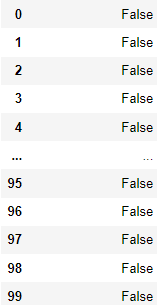 0 False
1 False
2 False
3 False
4 False
... ...
95 False
96 False
97 False
98 False
99 False